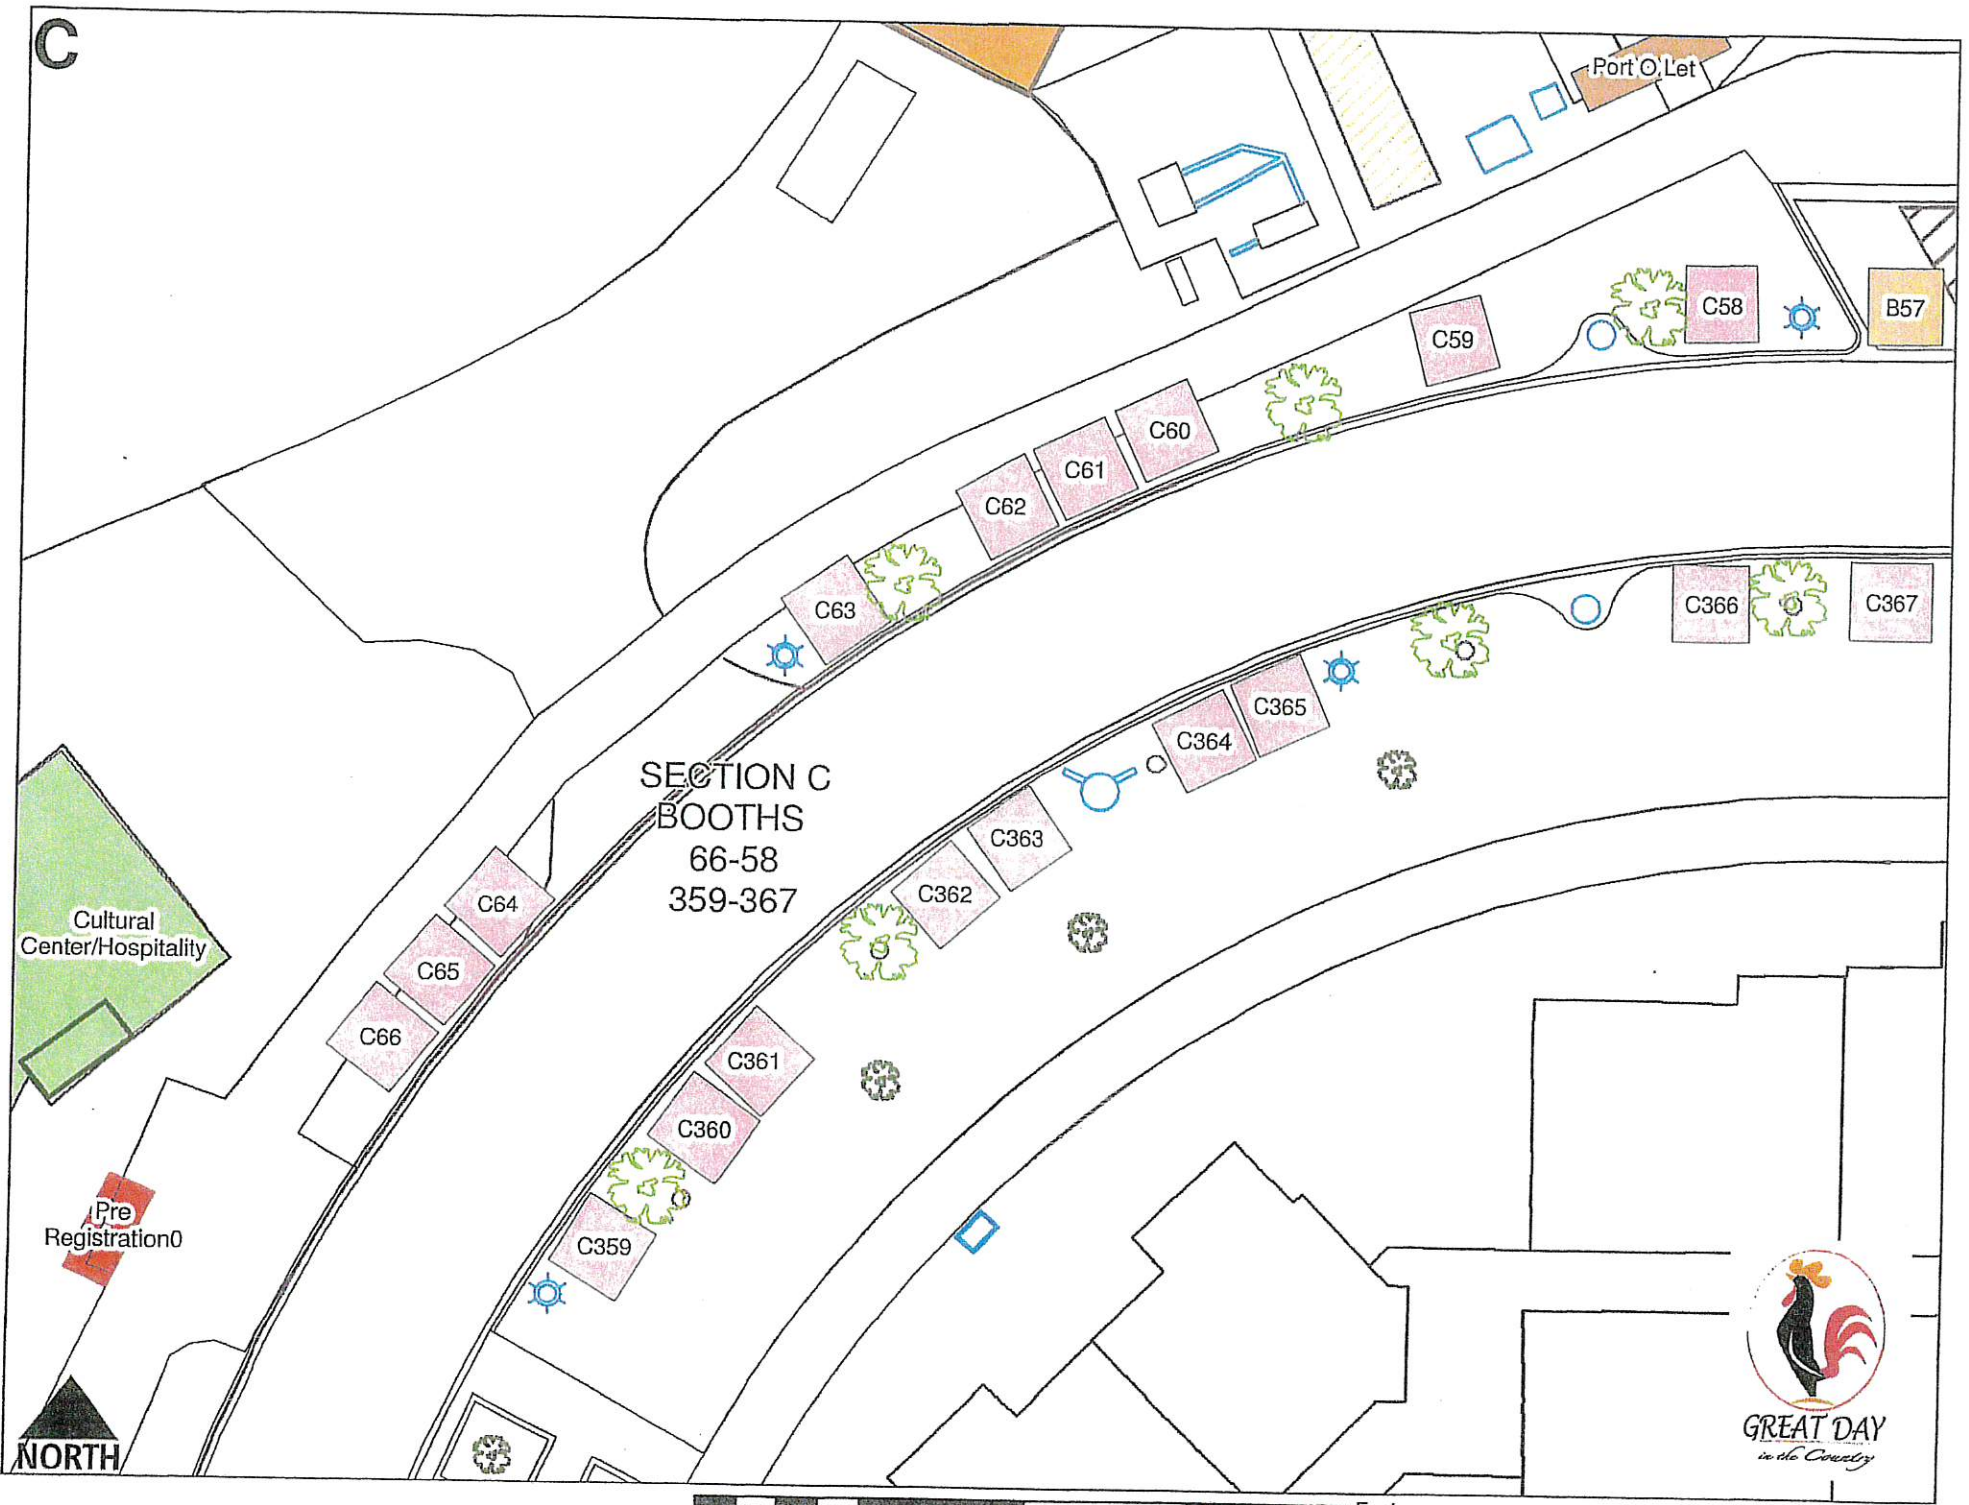 C
Port O Let
C58
B57
C59
C60
C61
C62
C63
C366
C367
C365
C364
SECTION C
BOOTHS
66-58
359-367
C363
C362
C64
C65
C66
Cultural
Center/Hospitality
C361
C360
C359
Pre
Registration0
NORTH
GREAT DAY
in the Country